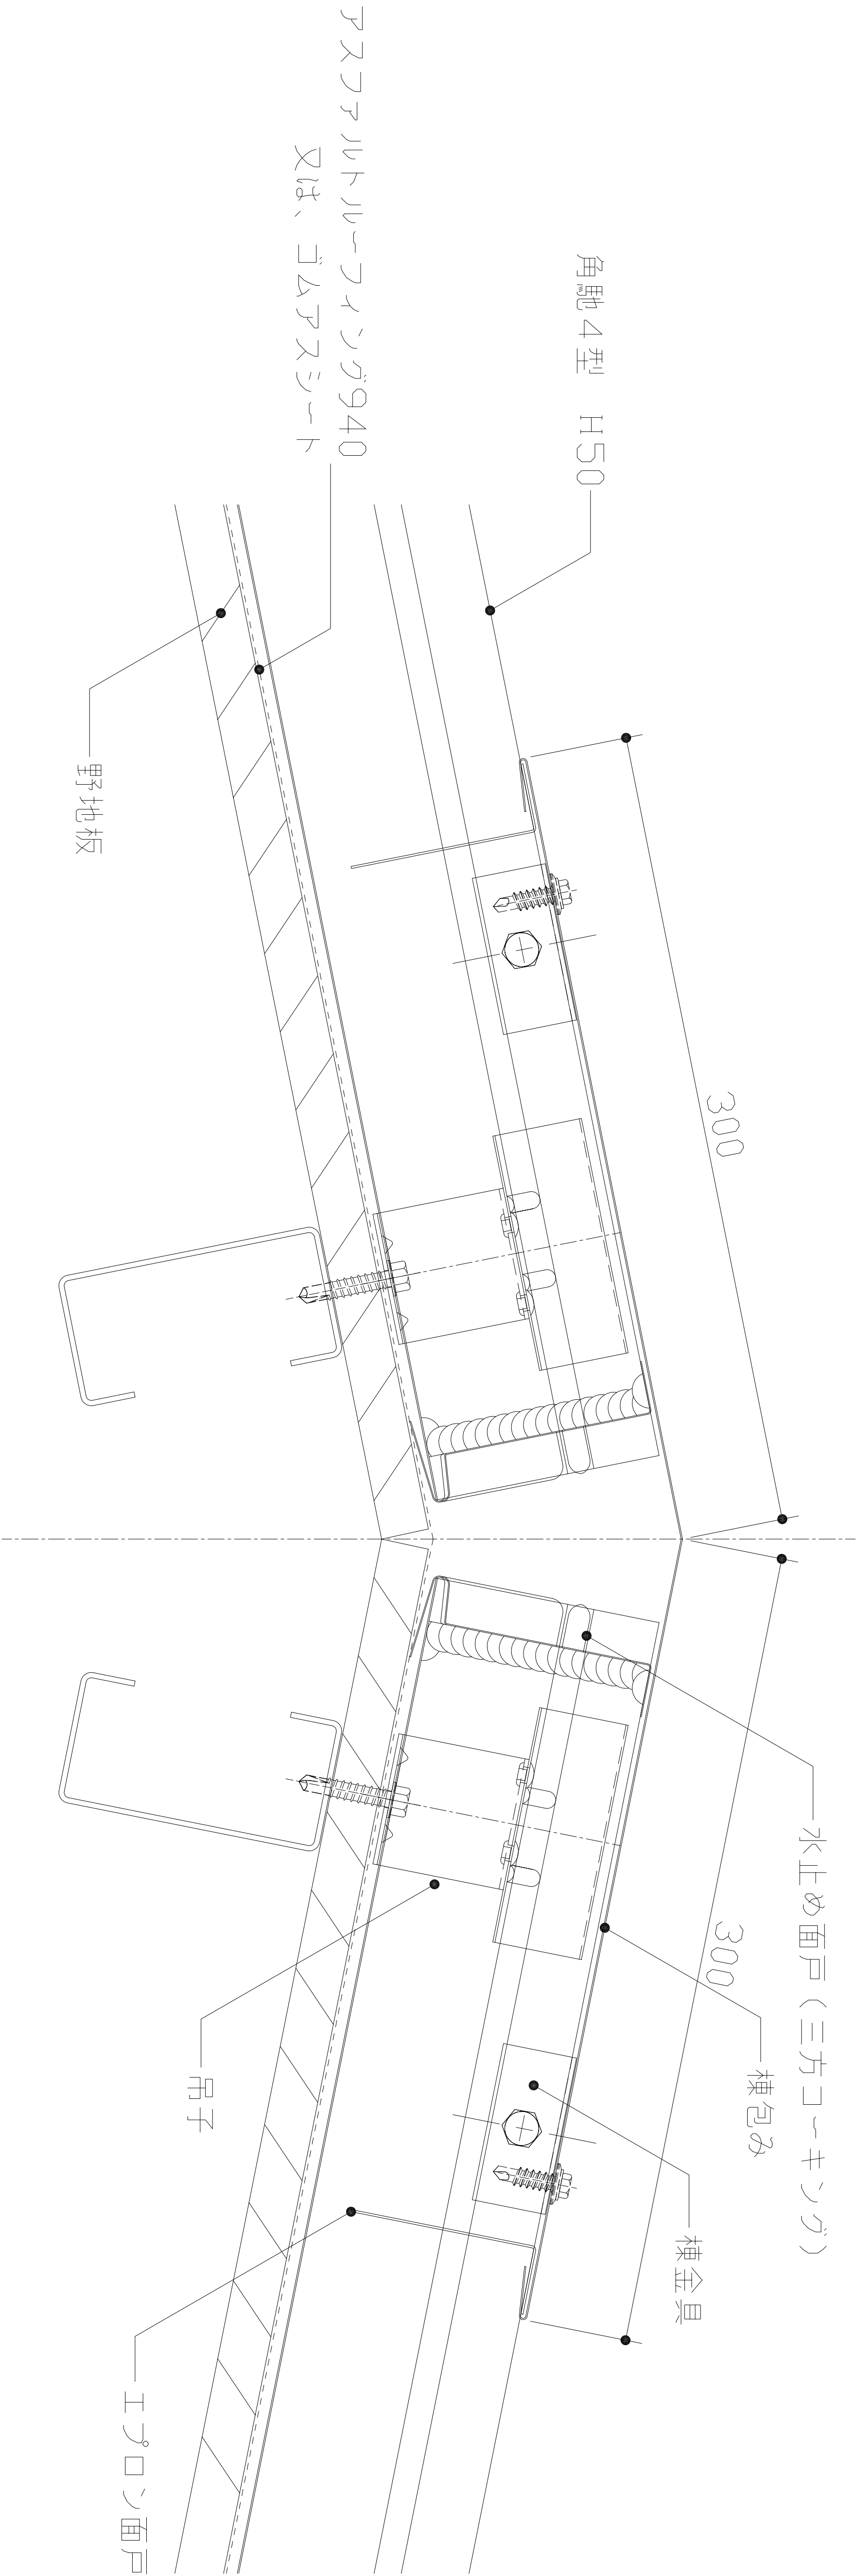 水止め面戸(三方コーキング)
棟包み
300
300
棟金具
角馳4型 H50
アスファルトルーフィング940
又は、ゴムアスシート
吊子
エプロン面戸
野地板